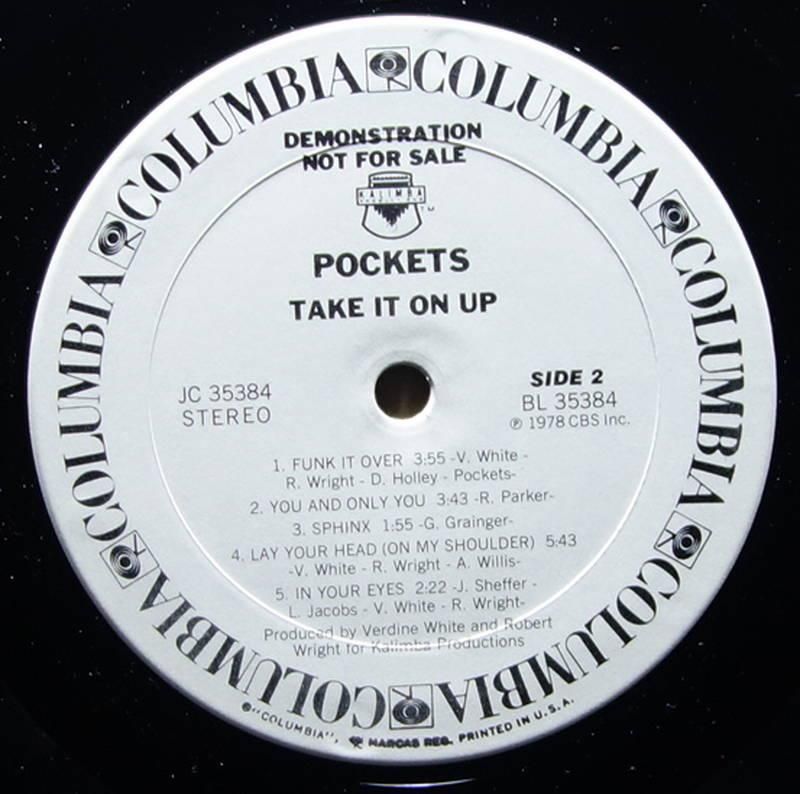 COLUMBIA COLUMBIA COLUMBIA COLUMBIA COLUMBIA COLUMBIA
DEMONSTRATION
NOT FOR SALE
KALIMBA
TM
POCKETS
TAKE IT ON UP
JC 35384
STEREO
SIDE 2
BL 35384
℗ 1978 CBS Inc.
1. FUNK IT OVER 3:55 -V. White -
R. Wright - D. Holley - Pockets-
2. YOU AND ONLY YOU 3:43 -R. Parker-
3. SPHINX 1:55 -G. Grainger-
4. LAY YOUR HEAD (ON MY SHOULDER) 5:43
-V. White - R. Wright - A. Willis-
5. IN YOUR EYES 2:22 -J. Sheffer -
L. Jacobs - V. White - R. Wright-
Produced by Verdine White and Robert
Wright for Kalimba Productions
®"COLUMBIA", MARCAS REG. PRINTED IN U.S.A.